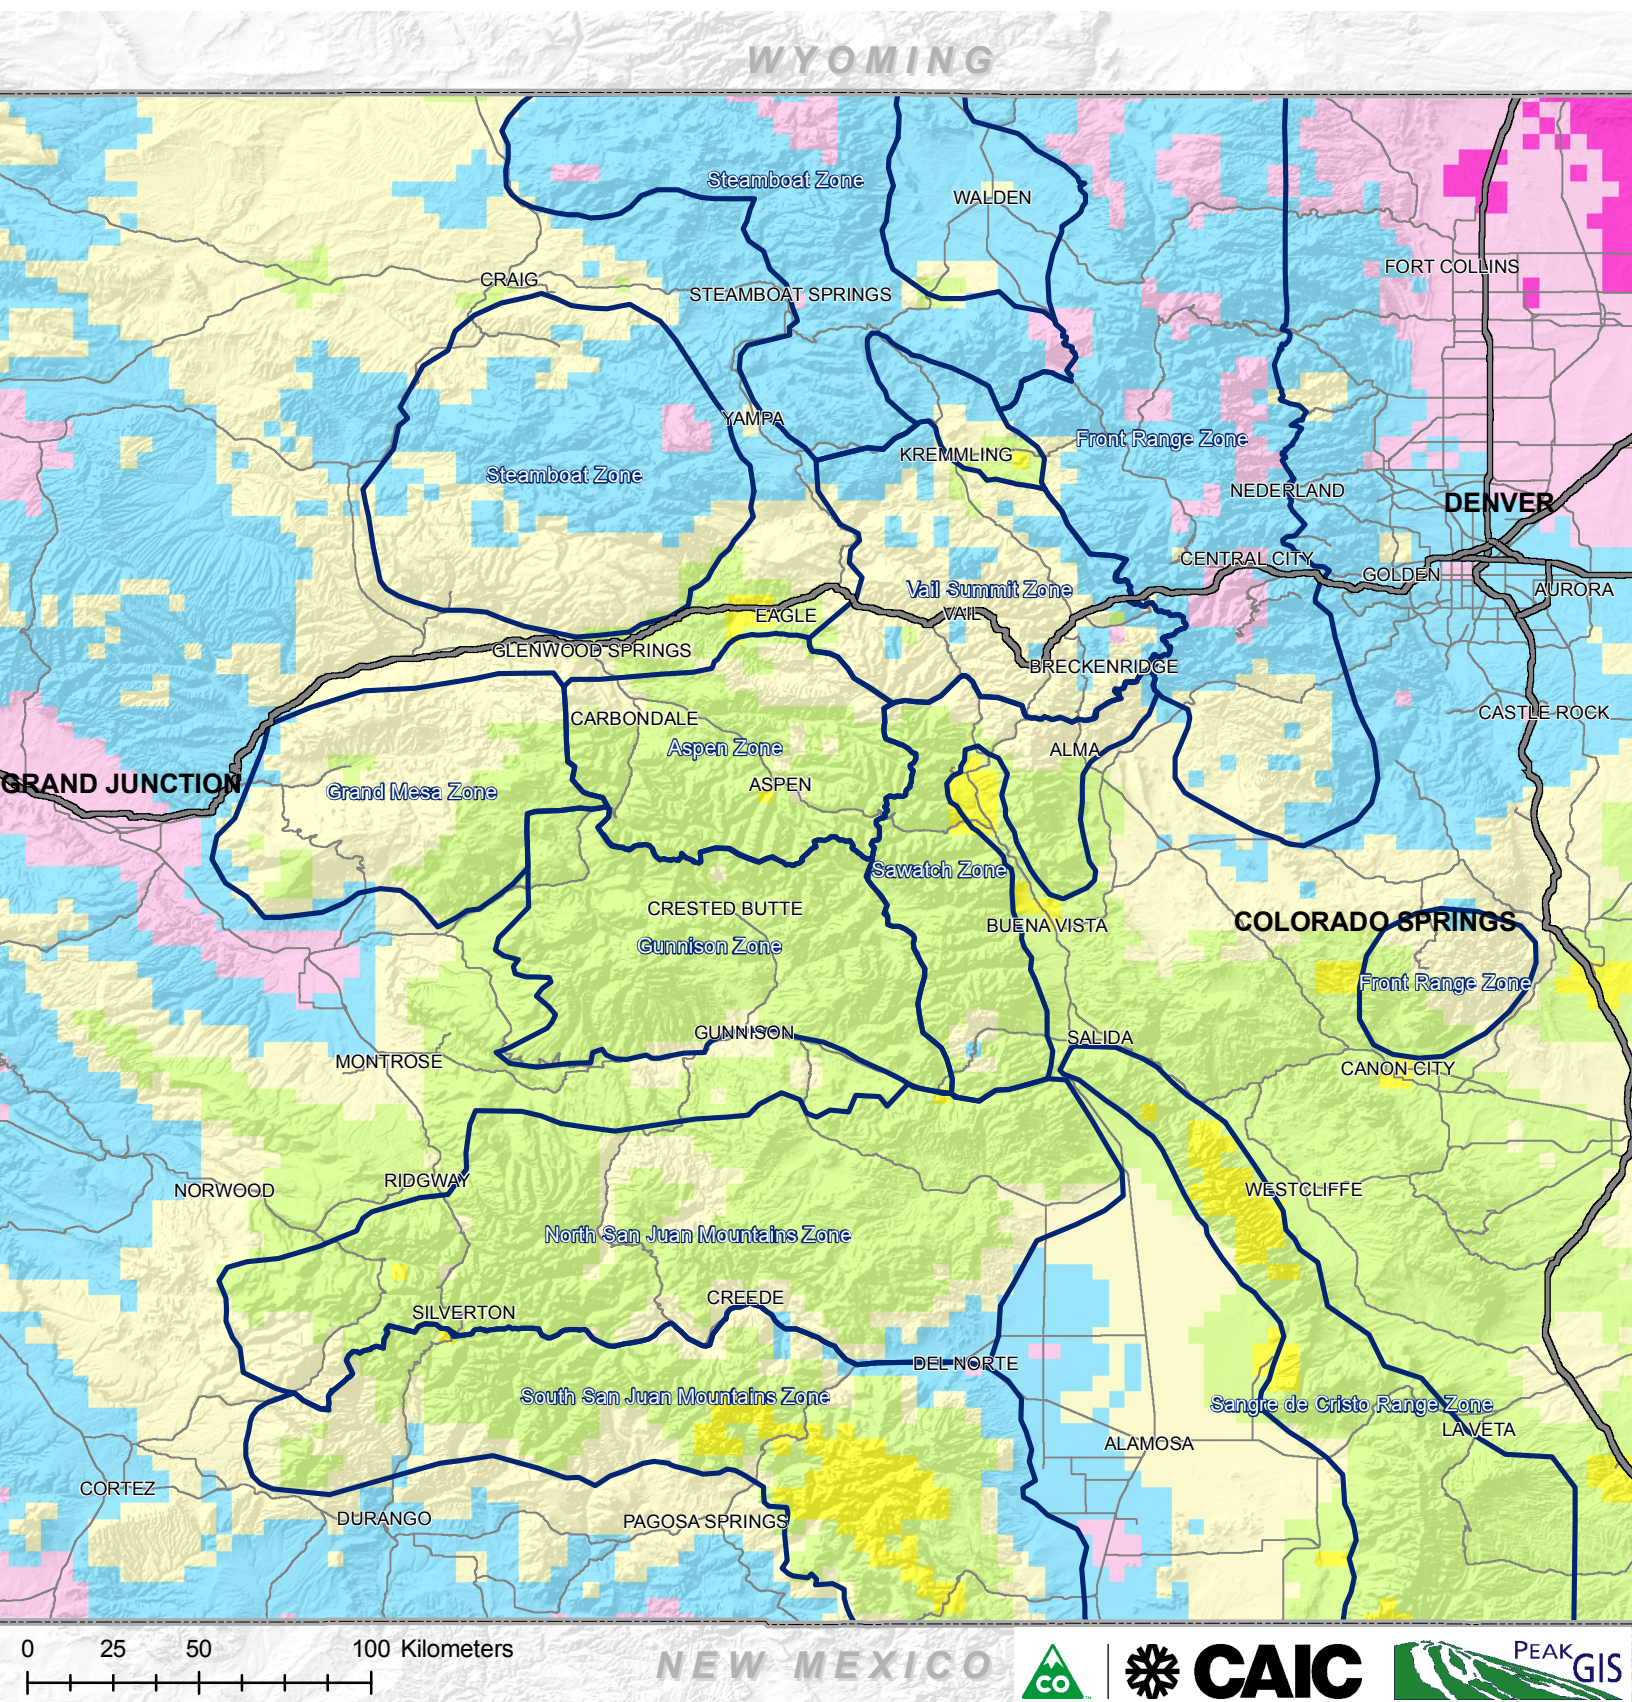 WYOMING
Steamboat Zone
WALDEN
FORT COLLINS
CRAIG
STEAMBOAT SPRINGS
YAMPA
Front Range Zone
KREMMLING
Steamboat Zone
NEDERLAND
DENVER
CENTRAL CITY
GOLDEN
AURORA
Vail Summit Zone
VAIL
EAGLE
GLENWOOD SPRINGS
BRECKENRIDGE
CARBONDALE
CASTLE ROCK
Aspen Zone
ALMA
GRAND JUNCTION
Grand Mesa Zone
ASPEN
Sawatch Zone
CRESTED BUTTE
BUENA VISTA
COLORADO SPRINGS
Gunnison Zone
Front Range Zone
GUNNISON
SALIDA
MONTROSE
CANON CITY
RIDGWAY
NORWOOD
WESTCLIFFE
North San Juan Mountains Zone
CREEDE
SILVERTON
DEL NORTE
South San Juan Mountains Zone
Sangre de Cristo Range Zone
LA VETA
ALAMOSA
CORTEZ
DURANGO
PAGOSA SPRINGS
0 25 50 100 Kilometers
NEW MEXICO
CO
CAIC
PEAK GIS